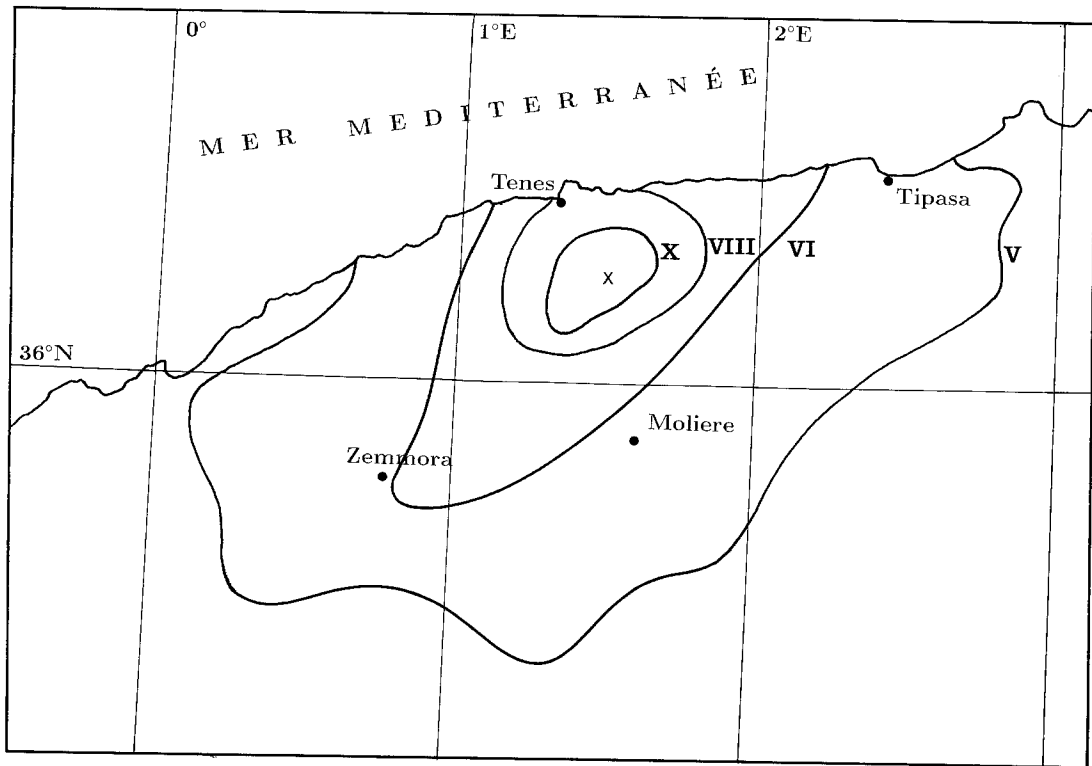 0°
1°E
2°E
MER MEDITERRANÉE
Tenes
Tipasa
X
VIII
VI
V
X
36°N
Moliere
Zemmora